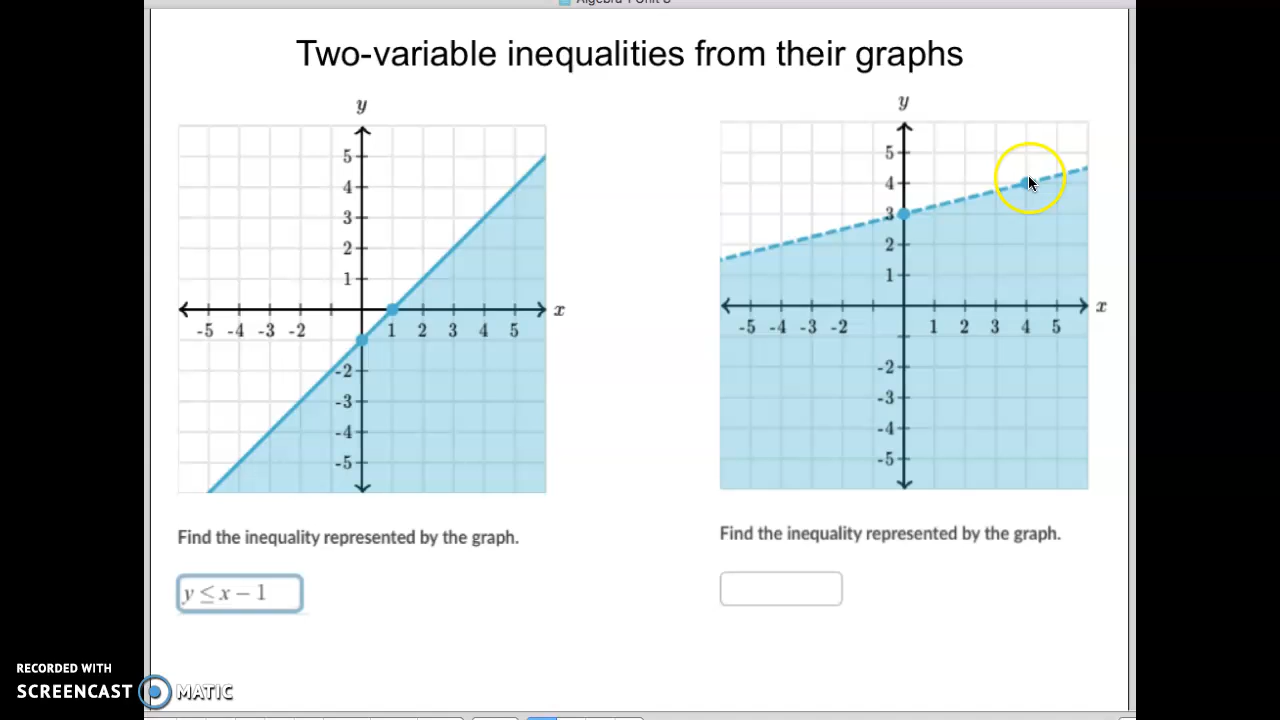 Algebra 1 Unit
Two-variable inequalities from their graphs
y
5
4
3
2
1
x
-5 -4 -3 -2 1 2 3 4 5
-2
-3
-4
-5
Find the inequality represented by the graph.
y ≤ x – 1
y
5
4
3
2
1
x
-5 -4 -3 -2 1 2 3 4 5
-2
-3
-4
-5
Find the inequality represented by the graph.
RECORDED WITH
SCREENCAST MATIC